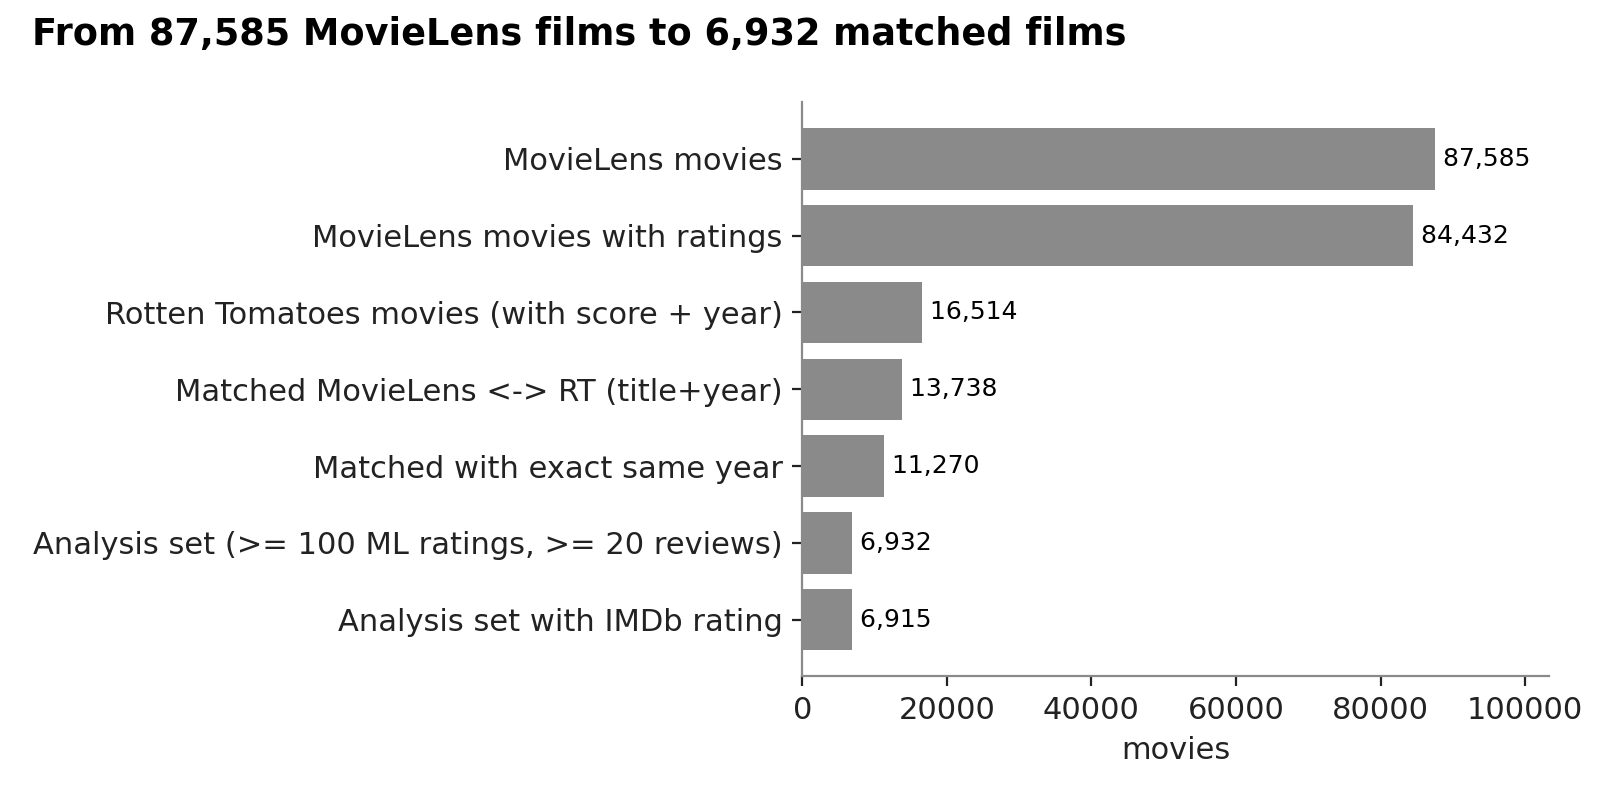 From 87,585 MovieLens films to 6,932 matched films
MovieLens movies 87,585
MovieLens movies with ratings 84,432
Rotten Tomatoes movies (with score + year) 16,514
Matched MovieLens <-> RT (title+year) 13,738
Matched with exact same year 11,270
Analysis set (>= 100 ML ratings, >= 20 reviews) 6,932
Analysis set with IMDb rating 6,915
0 20000 40000 60000 80000 100000
movies